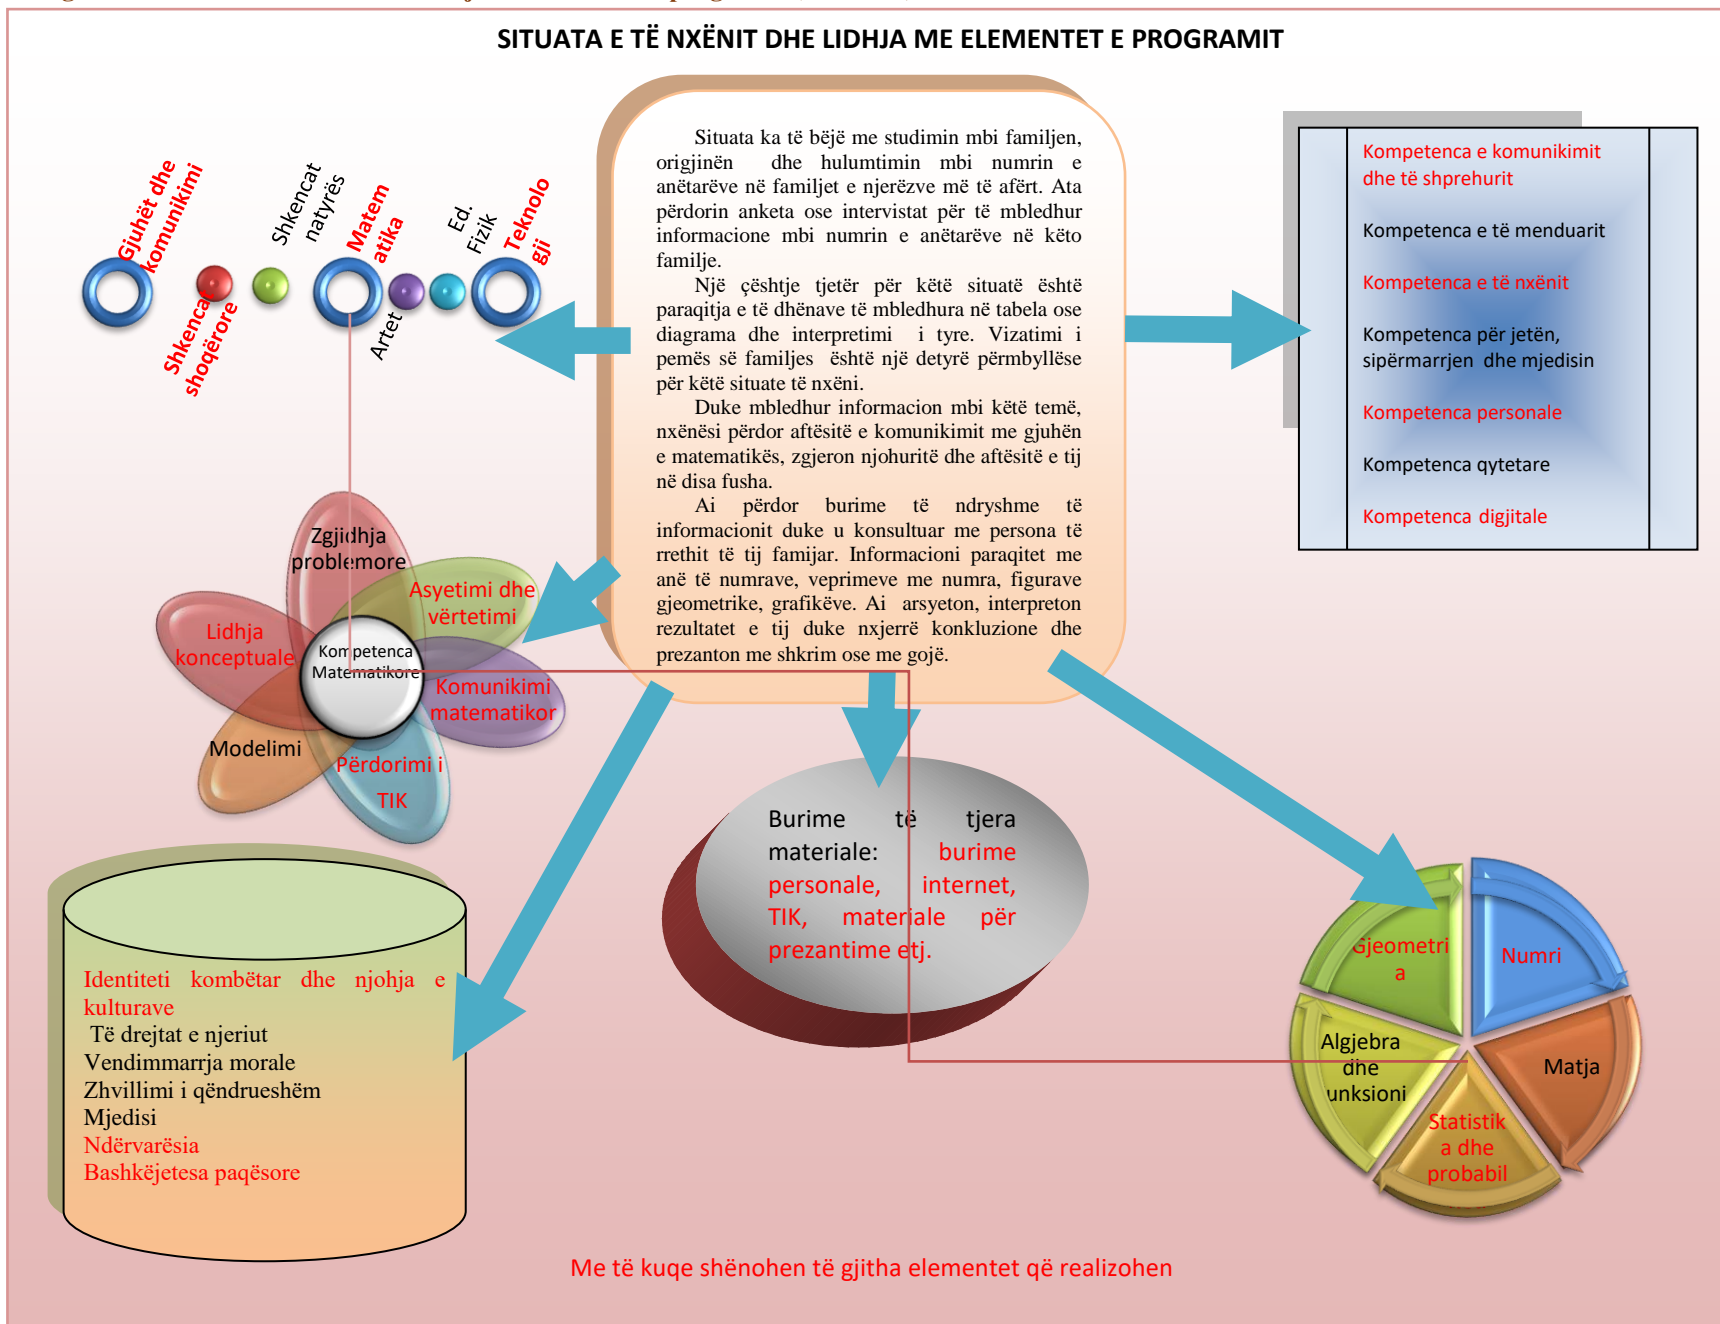 SITUATA E TË NXËNIT DHE LIDHJA ME ELEMENTET E PROGRAMIT
Gjuhët dhe
komunikimi
Shkencat
shoqërore
Shkencat
natyrës
Matem
atika
Artet
Ed.
Fizik
Teknolo
gji
Situata ka të bëjë me studimin mbi familjen,
origjinën dhe hulumtimin mbi numrin e
anëtarëve në familjet e njerëzve më të afërt. Ata
përdorin anketa ose intervistat për të mbledhur
informacione mbi numrin e anëtarëve në këto
familje.
Një çështje tjetër për këtë situatë është
paraqitja e të dhënave të mbledhura në tabela ose
diagrama dhe interpretimi i tyre. Vizatimi i
pemës së familjes është një detyrë përmbyllëse
për këtë situate të nxëni.
Duke mbledhur informacion mbi këtë temë,
nxënësi përdor aftësitë e komunikimit me gjuhën
e matematikës, zgjeron njohuritë dhe aftësitë e tij
në disa fusha.
Ai përdor burime të ndryshme të
informacionit duke u konsultuar me persona të
rrethit të tij famijar. Informacioni paraqitet me
anë të numrave, veprimeve me numra, figurave
gjeometrike, grafikëve. Ai arsyeton, interpreton
rezultatet e tij duke nxjerrë konkluzione dhe
prezanton me shkrim ose me gojë.
Kompetenca e komunikimit
dhe të shprehurit
Kompetenca e të menduarit
Kompetenca e të nxënit
Kompetenca për jetën,
sipërmarrjen dhe mjedisin
Kompetenca personale
Kompetenca qytetare
Kompetenca digjitale
Zgjidhja
problemore
Asyetimi dhe
vërtetimi
Lidhja
konceptuale
Kompetenca
Matematikore
Komunikimi
matematikor
Modelimi
Përdorimi i
TIK
Burime të tjera
materiale: burime
personale, internet,
TIK, materiale për
prezantime etj.
Identiteti kombëtar dhe njohja e
kulturave
Të drejtat e njeriut
Vendimmarrja morale
Zhvillimi i qëndrueshëm
Mjedisi
Ndërvarësia
Bashkëjetesa paqësore
Gjeometri
a
Numri
Algjebra
dhe
unksioni
Matja
Statistik
a dhe
probabil
Me të kuqe shënohen të gjitha elementet që realizohen